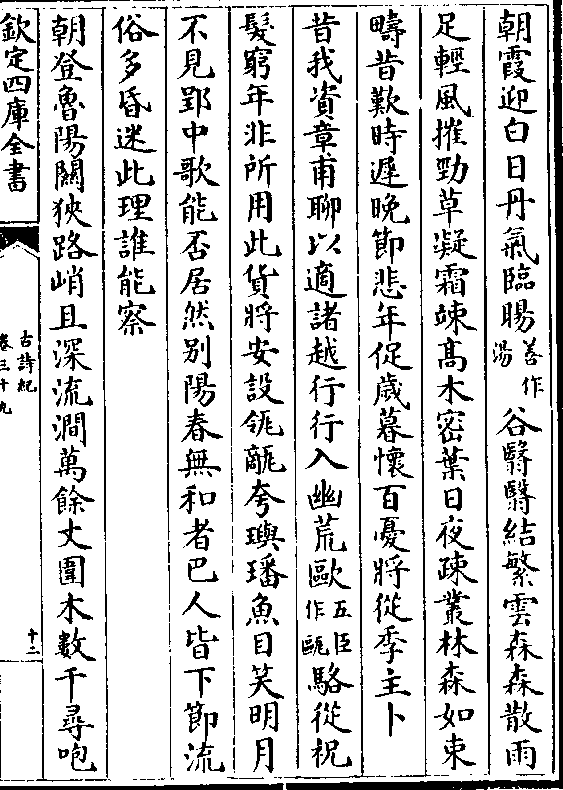 朝霞迎白日丹氣臨暘善作湯谷翳翳結繁雲森森散雨
足輕風摧勁草凝霜竦髙木密葉日夜疎叢林森如束
疇昔歎時遲晚節悲年促歳暮懷百憂將從季主卜
昔我資章甫聊以適諸越行行入幽荒歐五臣作甌駱從祝
髮窮年非所用此貨將安設瓴甋夸璵璠魚目笑明月
不見郢中歌能否居然别陽春無和者巴人皆下節流
俗多昏迷此理誰能察
朝登魯陽闗狹路峭且深流澗萬餘丈圍木數千尋咆
欽定四庫全書
古詩紀
卷三十九
十二